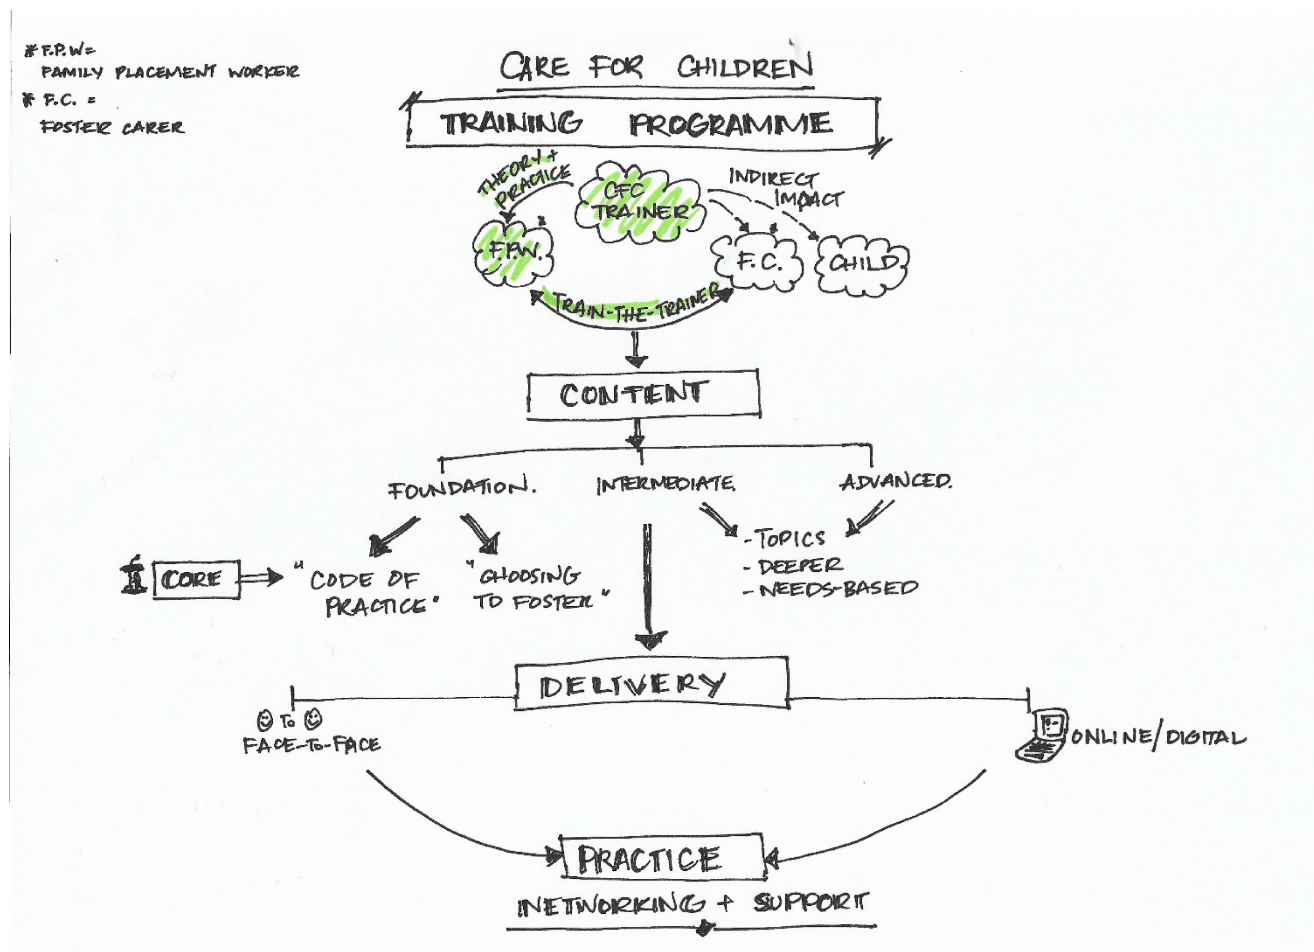 * F.P.W=
FAMILY PLACEMENT WORKER
* F.C. =
FOSTER CARER
CARE FOR CHILDREN
TRAINING PROGRAMME
THEORY +
PRACTICE
CFC
TRAINER
INDIRECT
IMPACT
F.P.W.*
F.C.*
CHILD
TRAIN-THE-TRAINER
CONTENT
FOUNDATION.
INTERMEDIATE.
ADVANCED.
- TOPICS
- DEEPER
- NEEDS-BASED
CORE
"CODE OF
PRACTICE"
"CHOOSING
TO FOSTER"
DELIVERY
TO
FACE-TO-FACE
ONLINE/DIGITAL
PRACTICE
NETWORKING + SUPPORT